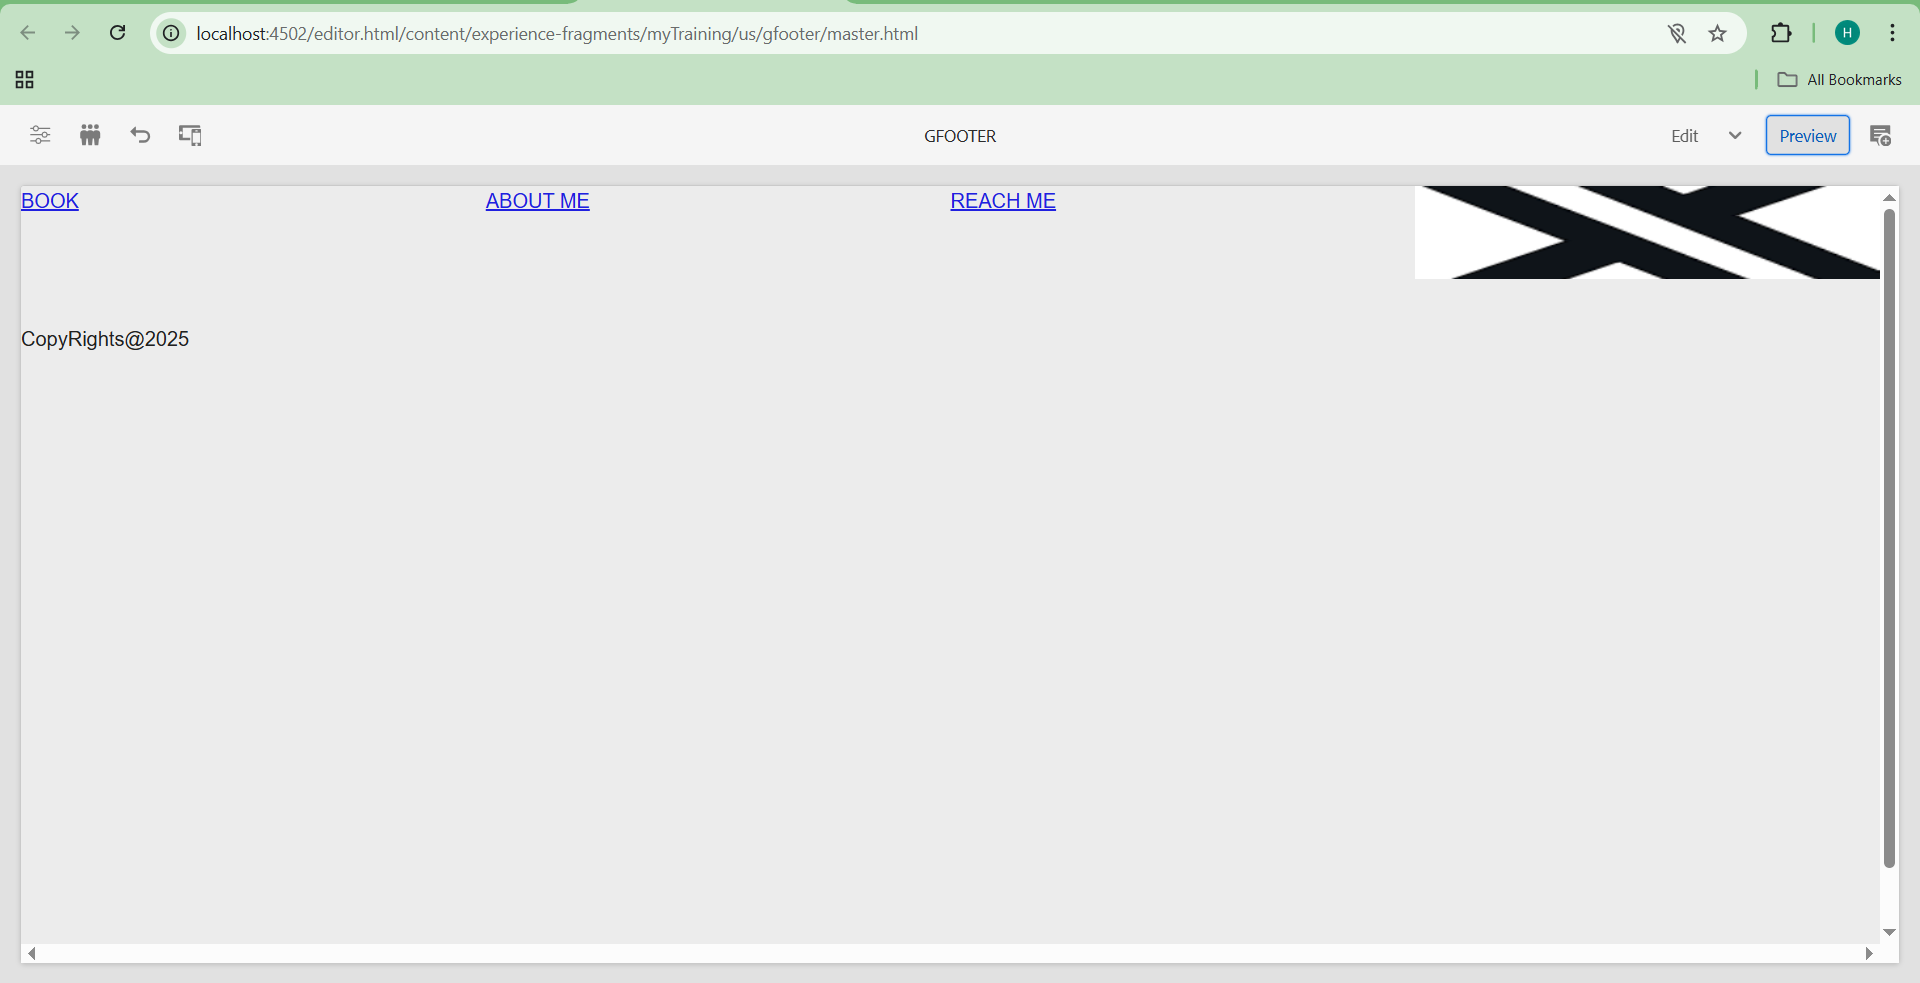 localhost:4502/editor.html/content/experience-fragments/myTraining/us/gfooter/master.html
H
All Bookmarks
GFOOTER
Edit
Preview
BOOK
ABOUT ME
REACH ME
CopyRights@2025